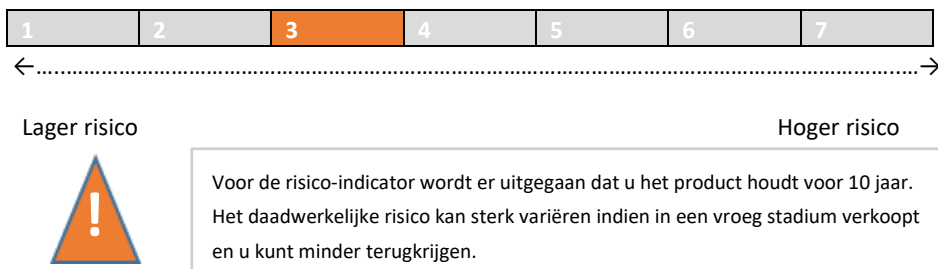 1 2 3 4 5 6 7
←……………………………………………………………………………………………………………………→
Lager risico Hoger risico
!
Voor de risico-indicator wordt er uitgegaan dat u het product houdt voor 10 jaar.
Het daadwerkelijke risico kan sterk variëren indien in een vroeg stadium verkoopt
en u kunt minder terugkrijgen.